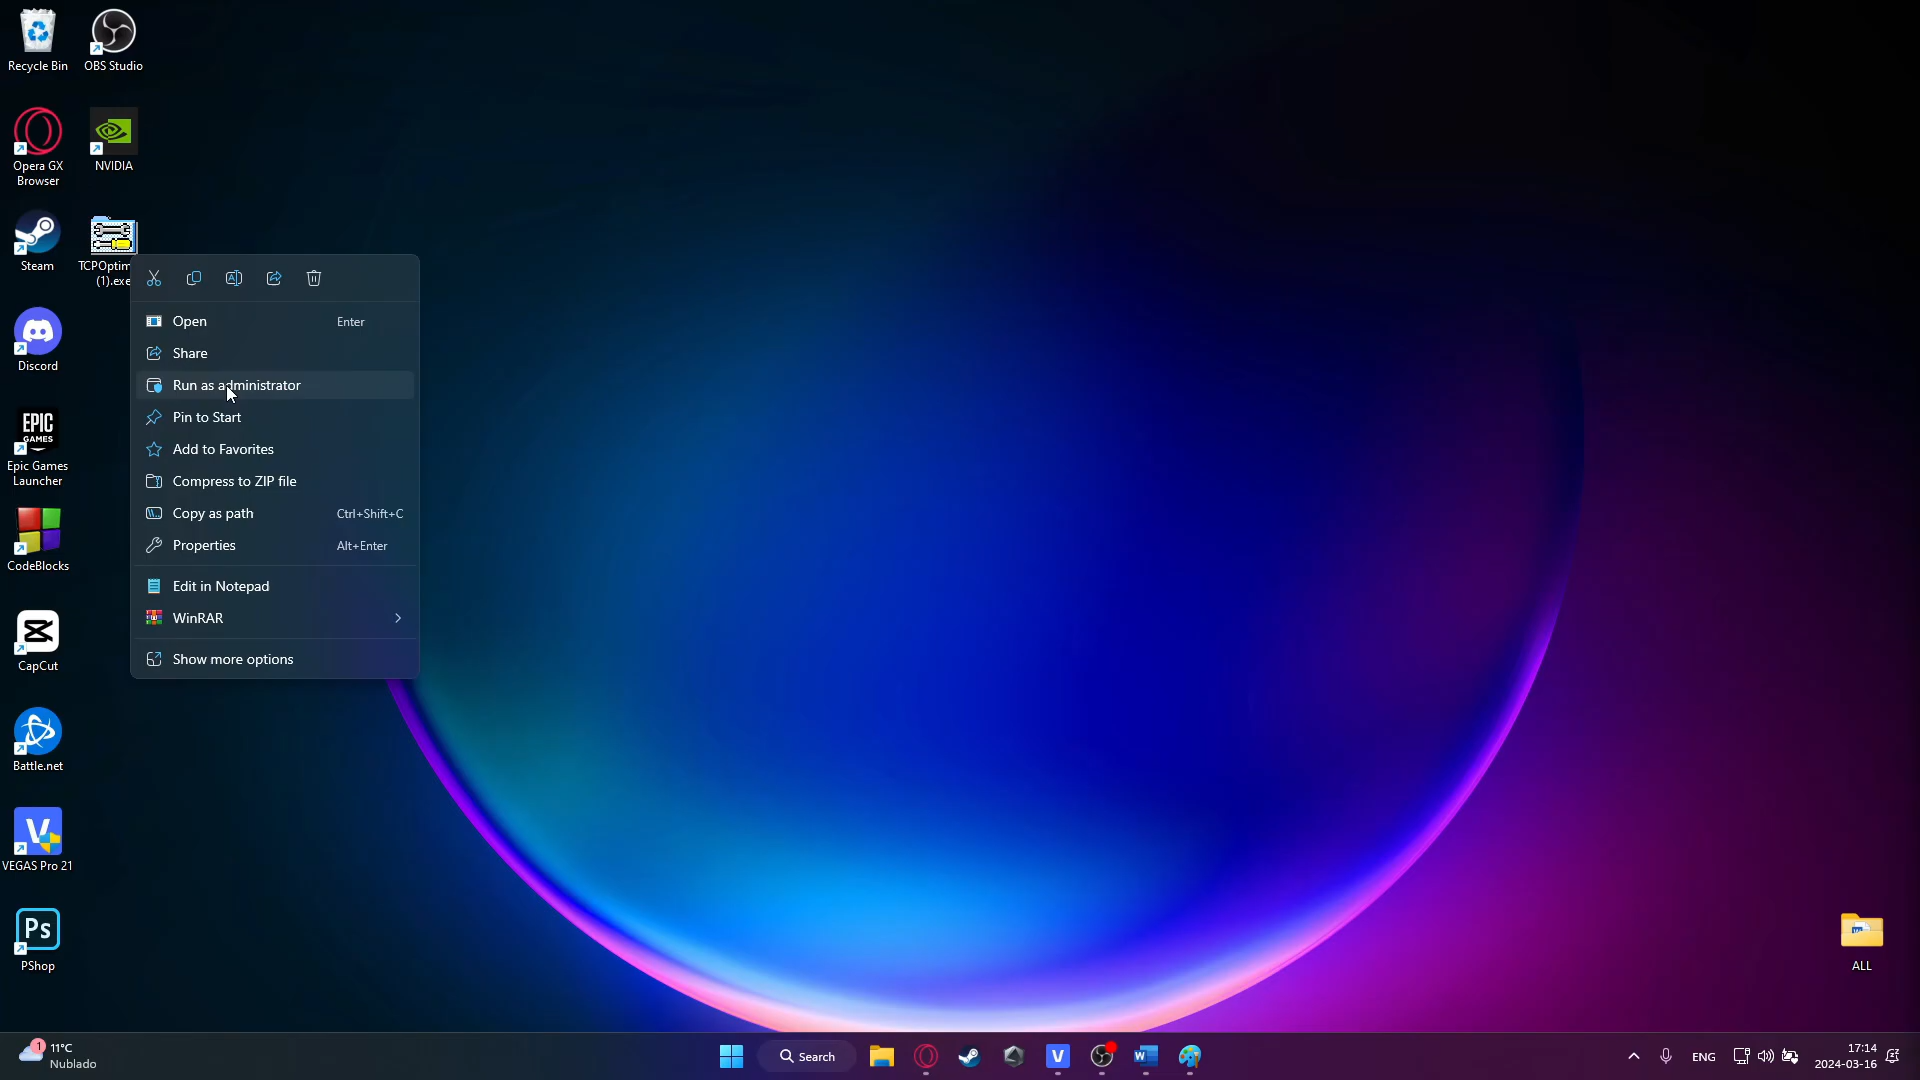 Recycle Bin
OBS Studio
Opera GX
Browser
NVIDIA
Steam
TCPOptim
(1).exe
Discord
EPIC
GAMES
Epic Games
Launcher
CodeBlocks
CapCut
Battle.net
V
VEGAS Pro 21
Ps
PShop
Open Enter
Share
Run as administrator
Pin to Start
Add to Favorites
Compress to ZIP file
Copy as path Ctrl+Shift+C
Properties Alt+Enter
Edit in Notepad
WinRAR
Show more options
ALL
1
11°C
Nublado
Search
V
W
ENG
17:14
2024-03-16